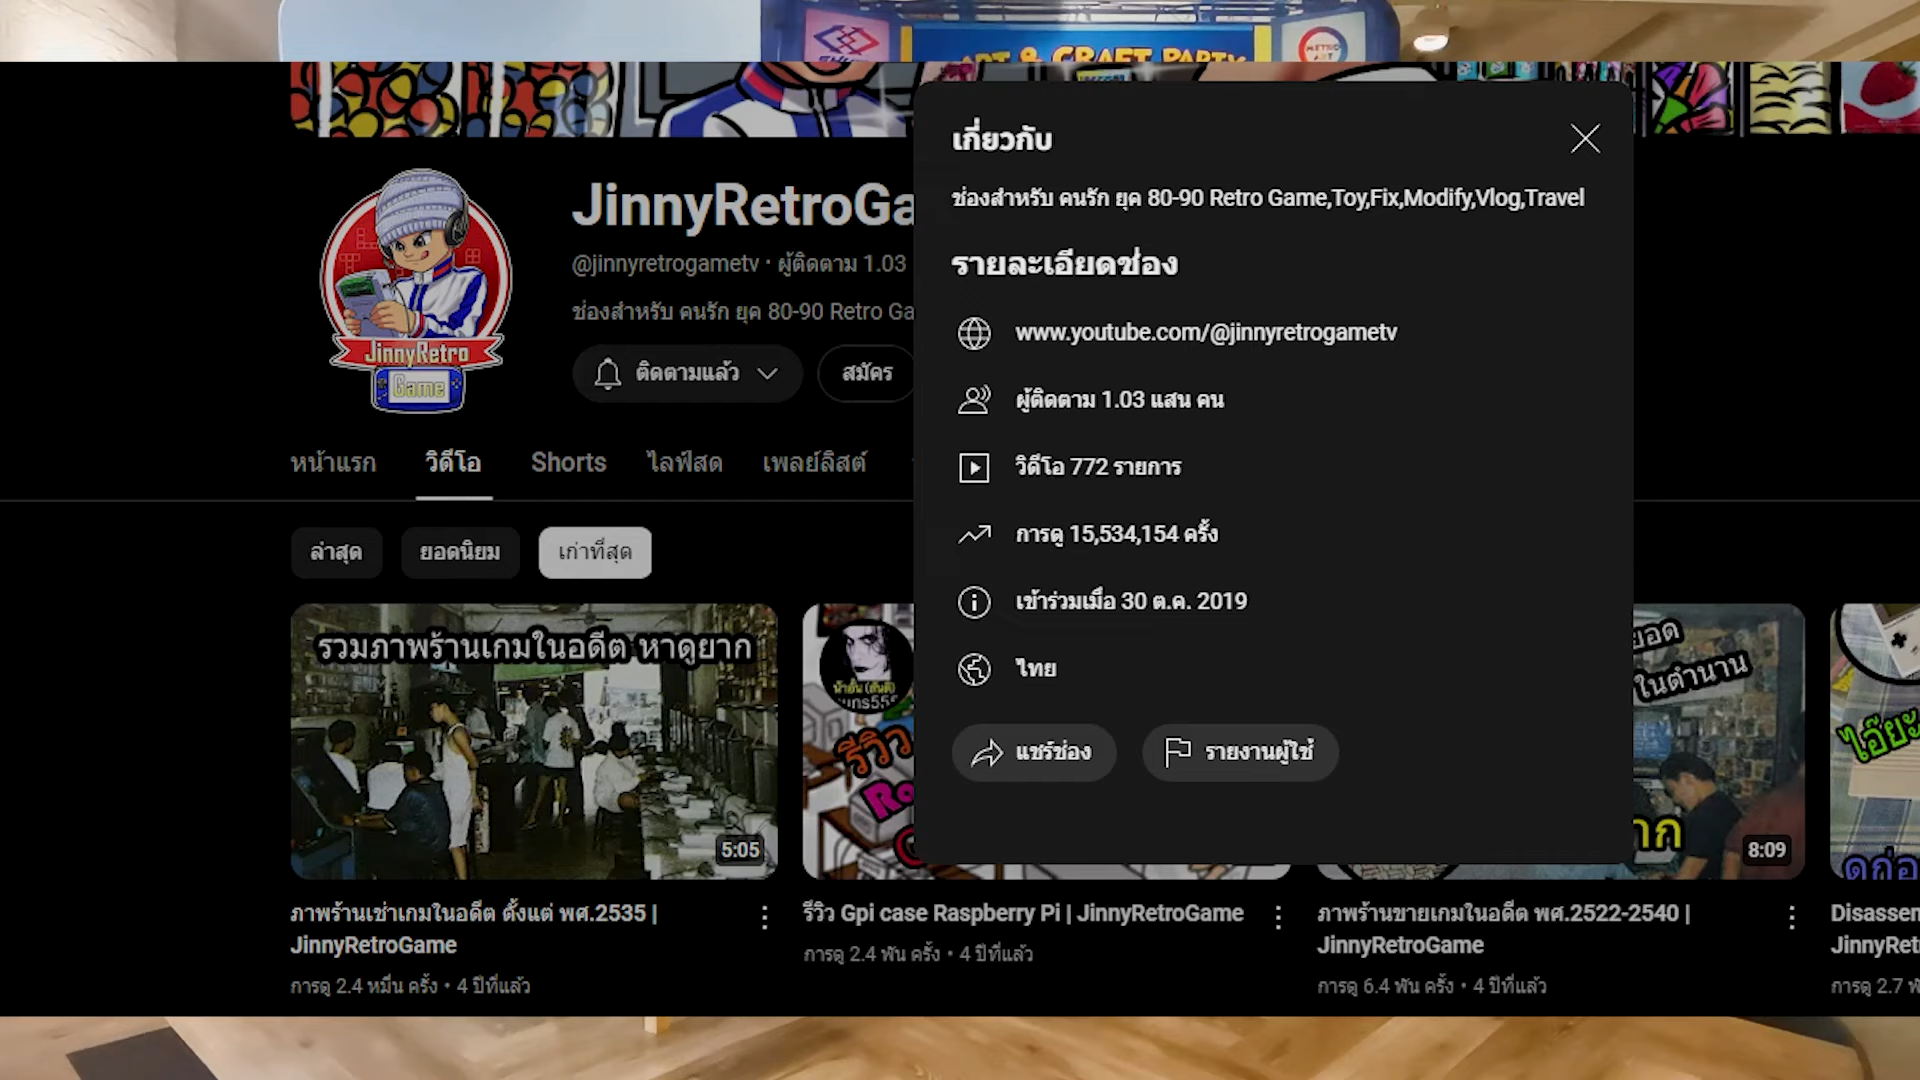 ART & CRAFT PARTY
เกี่ยวกับ
ช่องสำหรับ คนรัก ยุค 80-90 Retro Game,Toy,Fix,Modify,Vlog,Travel
รายละเอียดช่อง
www.youtube.com/@jinnyretrogametv
ผู้ติดตาม 1.03 แสน คน
วิดีโอ 772 รายการ
การดู 15,534,154 ครั้ง
เข้าร่วมเมื่อ 30 ต.ค. 2019
ไทย
แชร์ช่อง
รายงานผู้ใช้
JinnyRetroGa
@jinnyretrogametv · ผู้ติดตาม 1.03
ช่องสำหรับ คนรัก ยุค 80-90 Retro Ga
JinnyRetro
Game
ติดตามแล้ว
สมัคร
หน้าแรก วิดีโอ Shorts ไลฟ์สด เพลย์ลิสต์
ล่าสุด ยอดนิยม เก่าที่สุด
รวมภาพร้านเกมในอดีต หาดูยาก
5:05
รีวิว
8:09
ในตำนาน
ภาพร้านเช่าเกมในอดีต ตั้งแต่ พศ.2535 |
JinnyRetroGame
การดู 2.4 หมื่น ครั้ง • 4 ปีที่แล้ว
รีวิว Gpi case Raspberry Pi | JinnyRetroGame
การดู 2.4 พัน ครั้ง • 4 ปีที่แล้ว
ภาพร้านขายเกมในอดีต พศ.2522-2540 |
JinnyRetroGame
การดู 6.4 พัน ครั้ง • 4 ปีที่แล้ว
Disassem
JinnyRet
การดู 2.7 พั